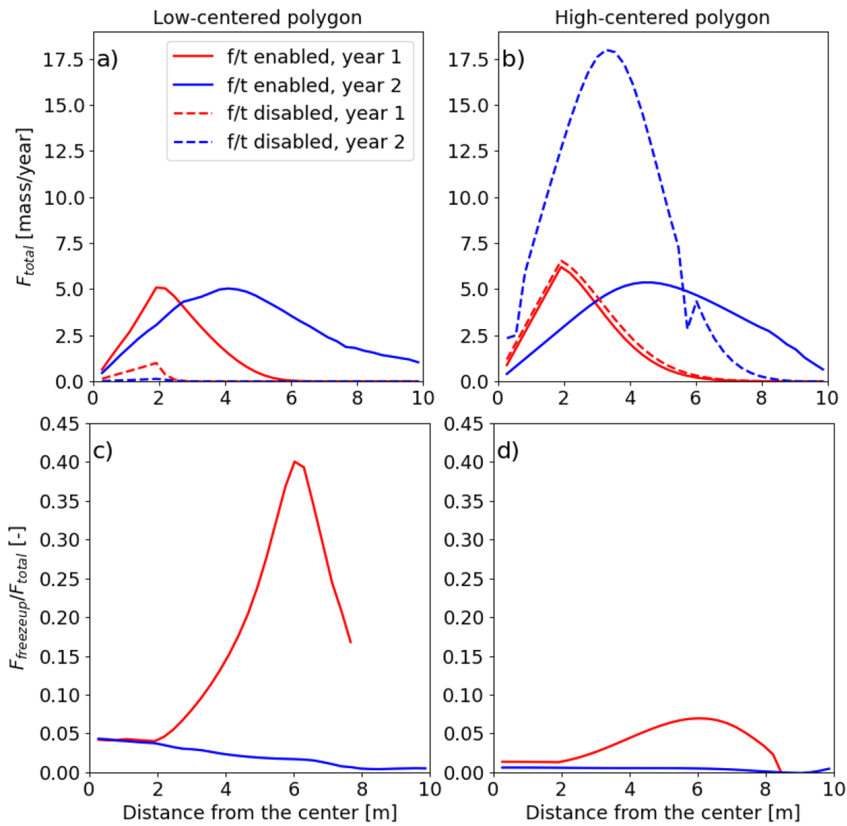 Low-centered polygon
High-centered polygon
a)
f/t enabled, year 1
f/t enabled, year 2
f/t disabled, year 1
f/t disabled, year 2
17.5
15.0
12.5
10.0
7.5
5.0
2.5
0.0
F_total [mass/year]
0 2 4 6 8 10
b)
17.5
15.0
12.5
10.0
7.5
5.0
2.5
0.0
0 2 4 6 8 10
c)
0.45
0.40
0.35
0.30
0.25
0.20
0.15
0.10
0.05
0.00
F_freezeup/F_total [-]
0 2 4 6 8 10
Distance from the center [m]
d)
0.45
0.40
0.35
0.30
0.25
0.20
0.15
0.10
0.05
0.00
0 2 4 6 8 10
Distance from the center [m]